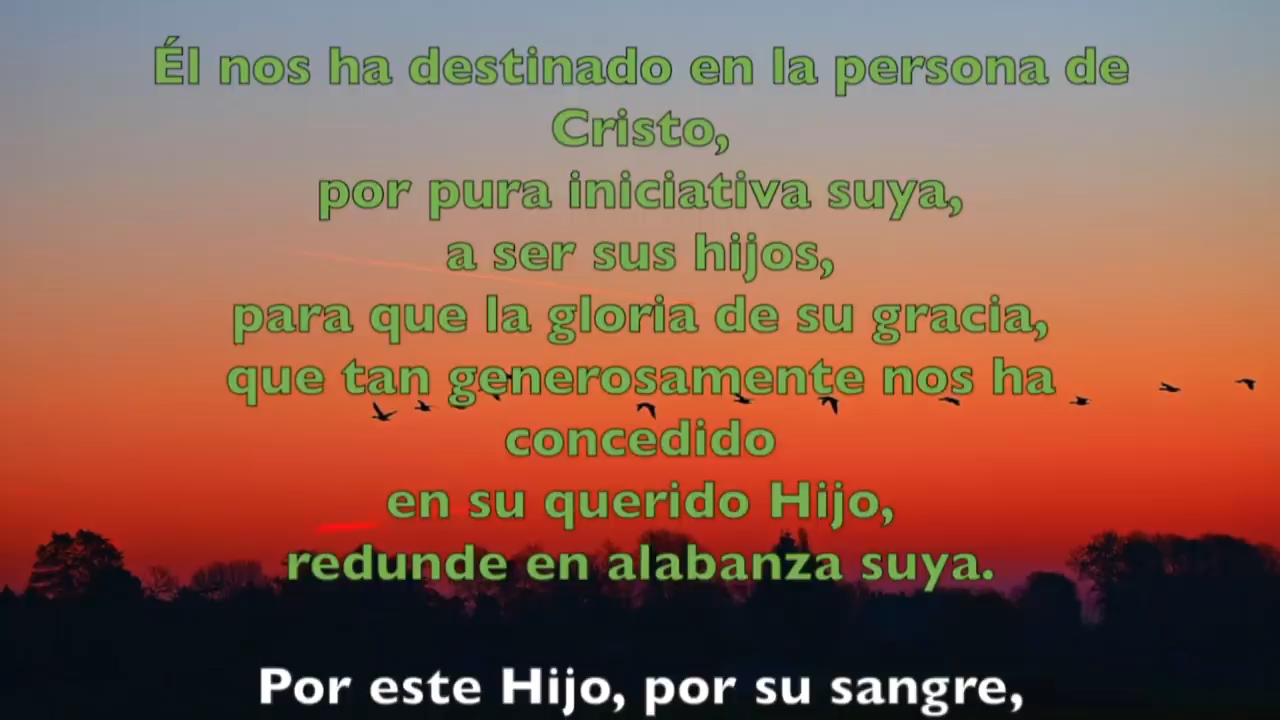 Él nos ha destinado en la persona de
Cristo,
por pura iniciativa suya,
a ser sus hijos,
para que la gloria de su gracia,
que tan generosamente nos ha
concedido
en su querido Hijo,
redunde en alabanza suya.
Por este Hijo, por su sangre,